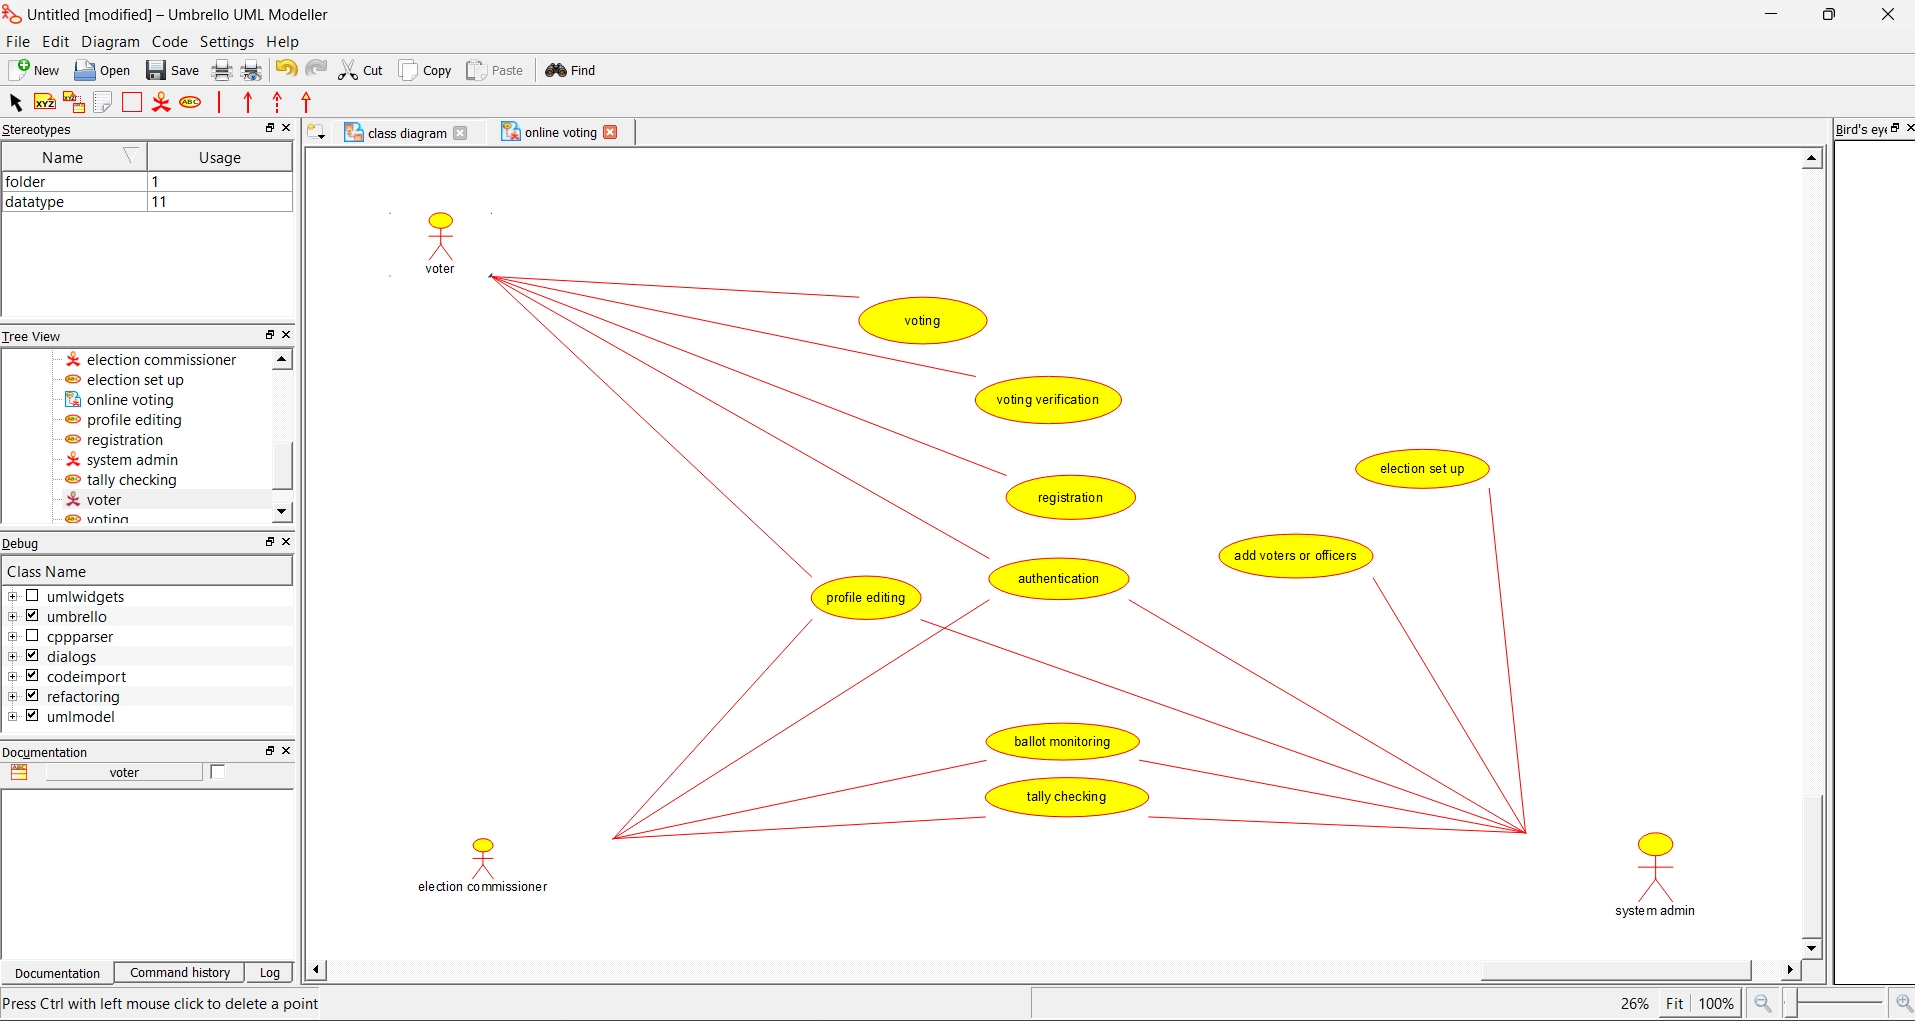 Untitled [modified] – Umbrello UML Modeller
File Edit Diagram Code Settings Help
New Open Save Cut Copy Paste Find
XYZ XYZ ABC
Stereotypes
Name Usage
folder 1
datatype 11
Tree View
election commissioner
election set up
online voting
profile editing
registration
system admin
tally checking
voter
voting
Debug
Class Name
umlwidgets
umbrello
cppparser
dialogs
codeimport
refactoring
umlmodel
Documentation
voter
Documentation Command history Log
class diagram online voting
Bird's eye
voter
voting
voting verification
registration
election set up
add voters or officers
authentication
profile editing
ballot monitoring
tally checking
election commissioner
system admin
Press Ctrl with left mouse click to delete a point
26% Fit 100%